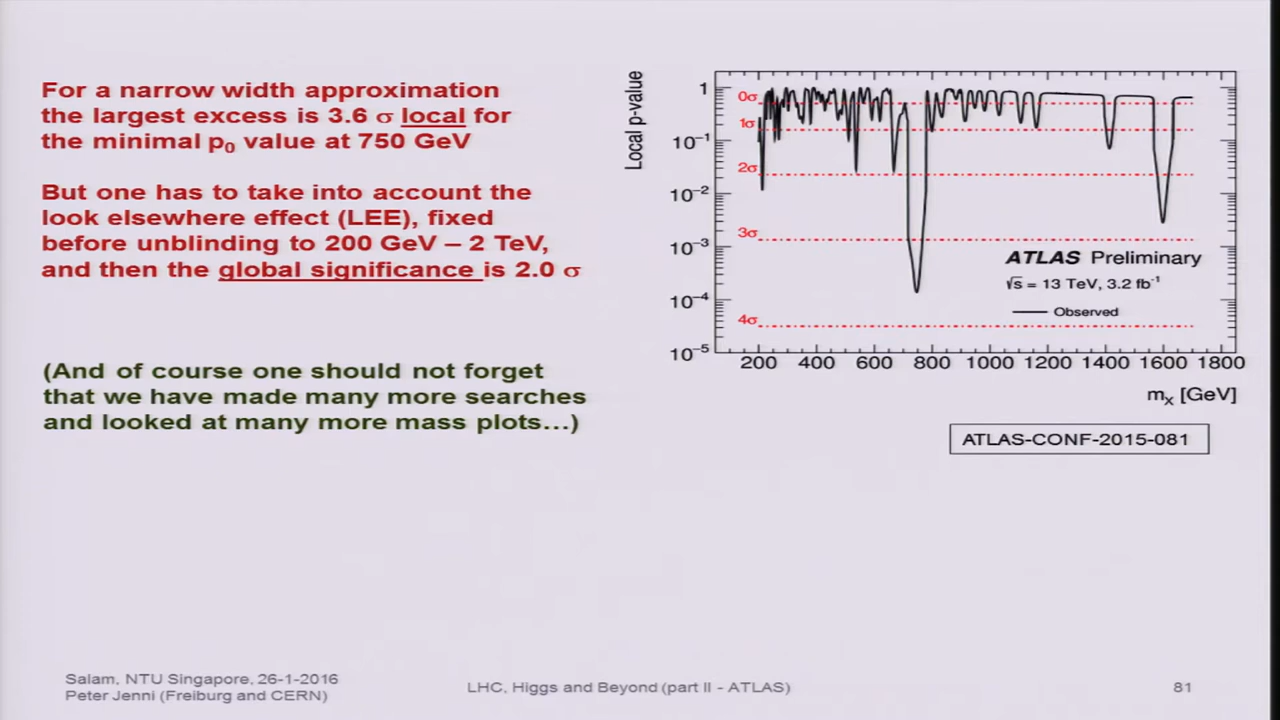 For a narrow width approximation
the largest excess is 3.6 σ local for
the minimal p₀ value at 750 GeV
But one has to take into account the
look elsewhere effect (LEE), fixed
before unblinding to 200 GeV – 2 TeV,
and then the global significance is 2.0 σ
(And of course one should not forget
that we have made many more searches
and looked at many more mass plots…)
Local p-value
1
10⁻¹
10⁻²
10⁻³
10⁻⁴
10⁻⁵
0σ
1σ
2σ
3σ
4σ
ATLAS Preliminary
√s = 13 TeV, 3.2 fb⁻¹
Observed
200 400 600 800 1000 1200 1400 1600 1800
mX [GeV]
ATLAS-CONF-2015-081
Salam, NTU Singapore, 26-1-2016
Peter Jenni (Freiburg and CERN)
LHC, Higgs and Beyond (part II - ATLAS)
81